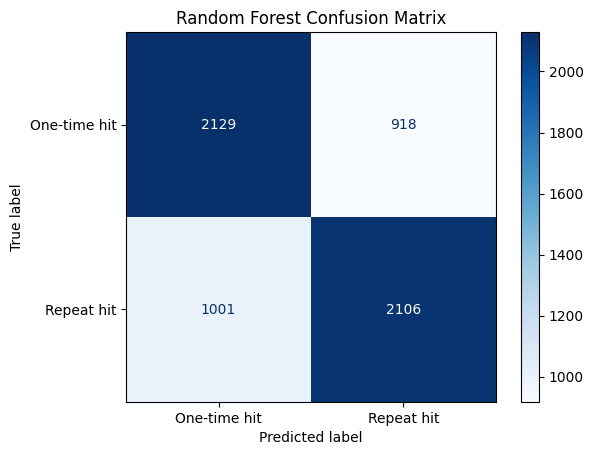 Random Forest Confusion Matrix
True label
One-time hit
2129
918
Repeat hit
1001
2106
One-time hit
Repeat hit
Predicted label
2000
1800
1600
1400
1200
1000